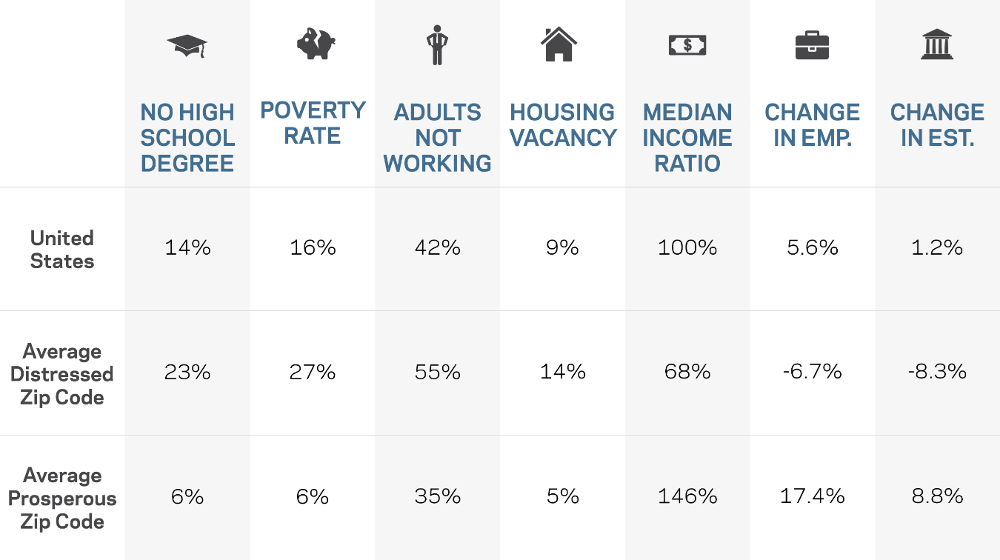 NO HIGH
SCHOOL
DEGREE
POVERTY
RATE
ADULTS
NOT
WORKING
HOUSING
VACANCY
MEDIAN
INCOME
RATIO
CHANGE
IN EMP.
CHANGE
IN EST.
United
States
14% 16% 42% 9% 100% 5.6% 1.2%
Average
Distressed
Zip Code
23% 27% 55% 14% 68% -6.7% -8.3%
Average
Prosperous
Zip Code
6% 6% 35% 5% 146% 17.4% 8.8%